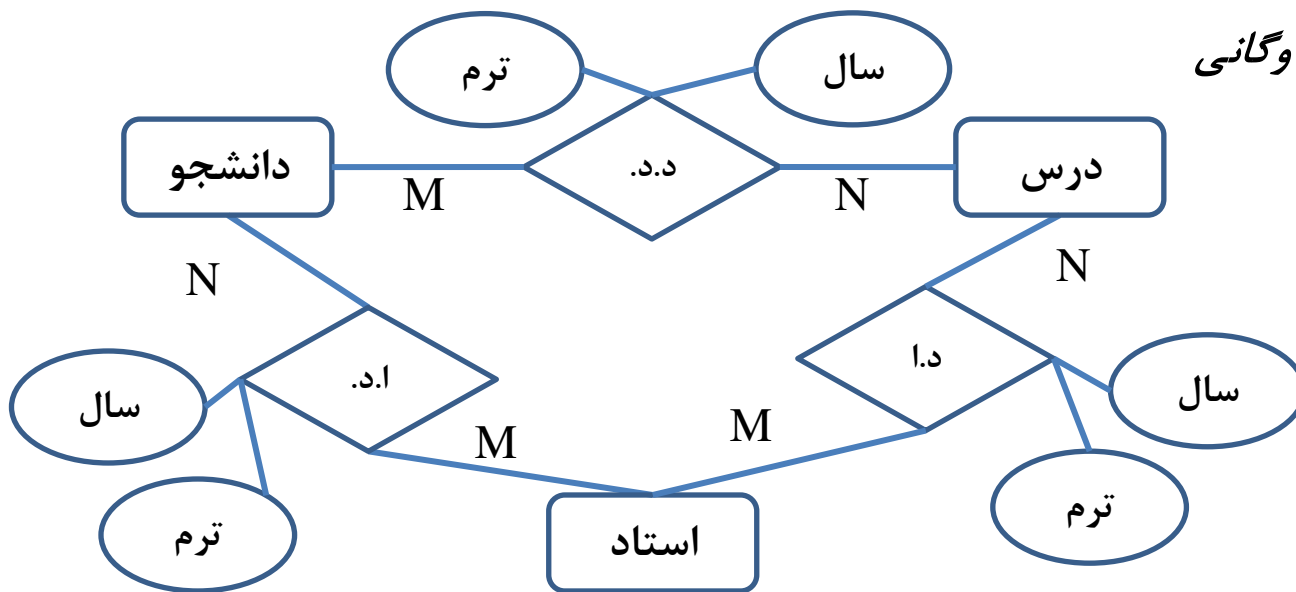 وگانی
سال
ترم
درس
د.د.
دانشجو
N
M
N
N
د.ا
ا.د.
سال
سال
M
M
ترم
ترم
استاد